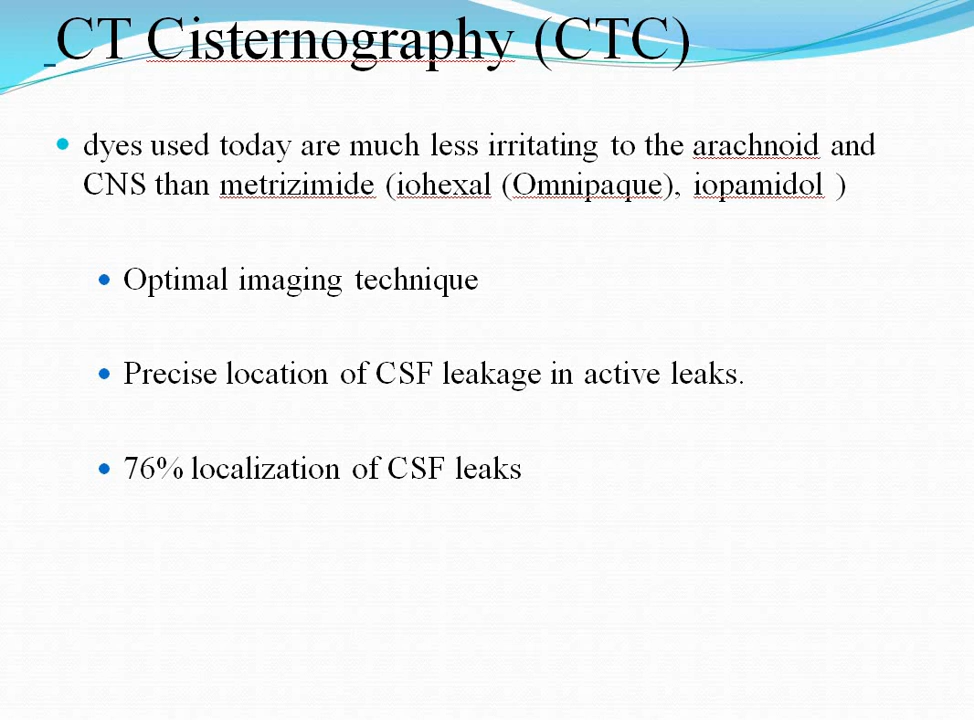 CT Cisternography (CTC)
dyes used today are much less irritating to the arachnoid and
CNS than metrizimide (iohexal (Omnipaque), iopamidol )
Optimal imaging technique
Precise location of CSF leakage in active leaks.
76% localization of CSF leaks